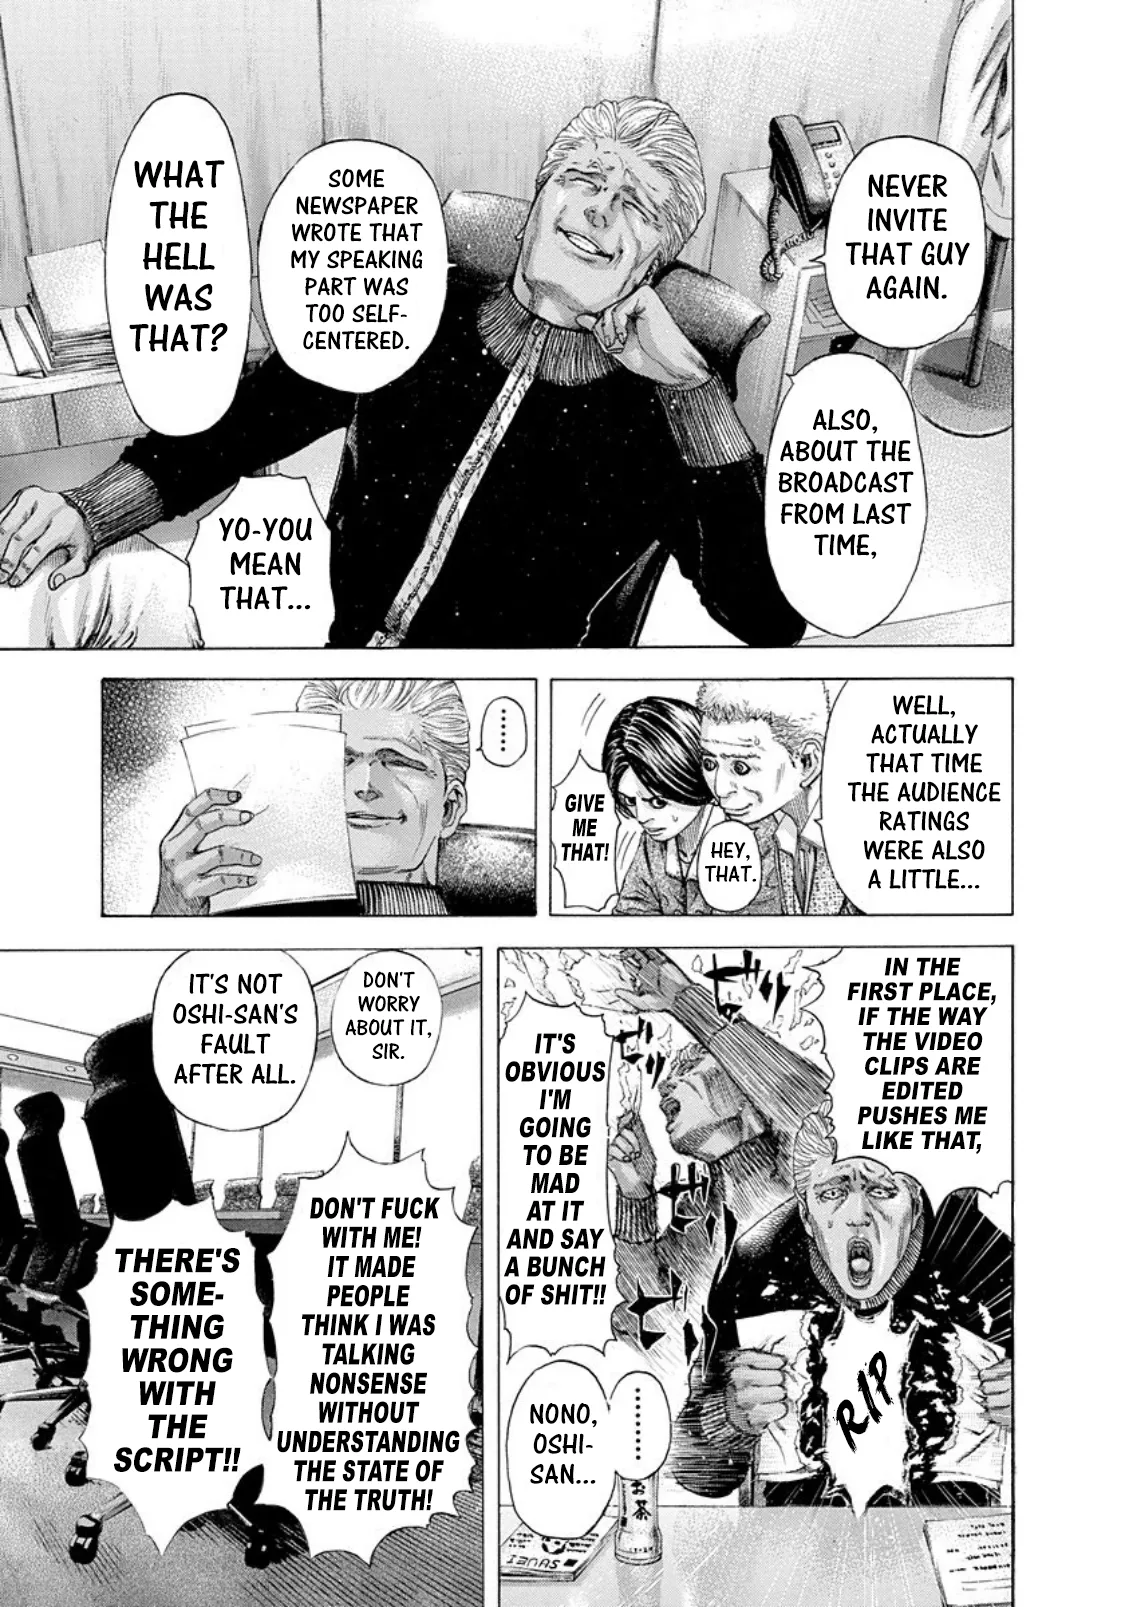 NEVER
INVITE
THAT GUY
AGAIN.
ALSO,
ABOUT THE
BROADCAST
FROM LAST
TIME,
SOME
NEWSPAPER
WROTE THAT
MY SPEAKING
PART WAS
TOO SELF-
CENTERED.
WHAT
THE
HELL
WAS
THAT?
YO-YOU
MEAN
THAT...
WELL,
ACTUALLY
THAT TIME
THE AUDIENCE
RATINGS
WERE ALSO
A LITTLE...
HEY,
THAT.
GIVE
ME
THAT!
........
IN THE
FIRST PLACE,
IF THE WAY
THE VIDEO
CLIPS ARE
EDITED
PUSHES ME
LIKE THAT,
RIP
IT'S
OBVIOUS
I'M
GOING
TO BE
MAD
AT IT
AND SAY
A BUNCH
OF SHIT!!
........
NONO,
OSHI-
SAN...
お茶
DON'T
WORRY
ABOUT IT,
SIR.
IT'S NOT
OSHI-SAN'S
FAULT
AFTER ALL.
DON'T FUCK
WITH ME!
IT MADE
PEOPLE
THINK I WAS
TALKING
NONSENSE
WITHOUT
UNDERSTANDING
THE STATE OF
THE TRUTH!
THERE'S
SOME-
THING
WRONG
WITH
THE
SCRIPT!!